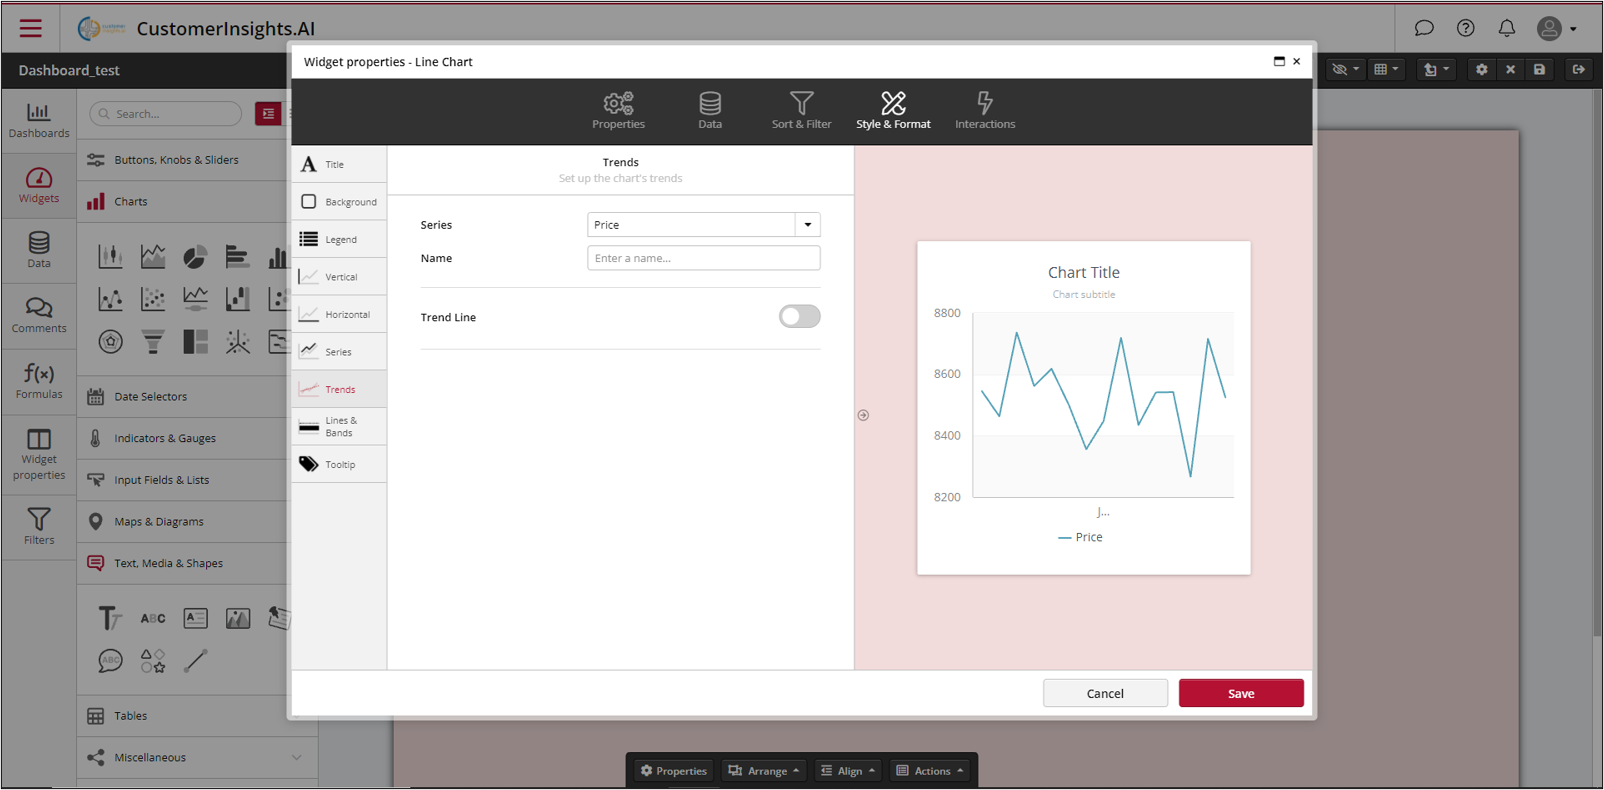 CustomerInsights.AI
Dashboard_test
Widget properties - Line Chart
Properties
Data
Sort & Filter
Style & Format
Interactions
Dashboards
Widgets
Data
Comments
Formulas
Widget
properties
Filters
Search...
Buttons, Knobs & Sliders
Charts
Date Selectors
Indicators & Gauges
Input Fields & Lists
Maps & Diagrams
Text, Media & Shapes
ABC
ABC
Tables
Miscellaneous
Title
Background
Legend
Vertical
Horizontal
Series
Trends
Lines &
Bands
Tooltip
Trends
Set up the chart's trends
Series
Price
Name
Enter a name...
Trend Line
Chart Title
Chart subtitle
8800
8600
8400
8200
J...
Price
Cancel
Save
Properties
Arrange
Align
Actions